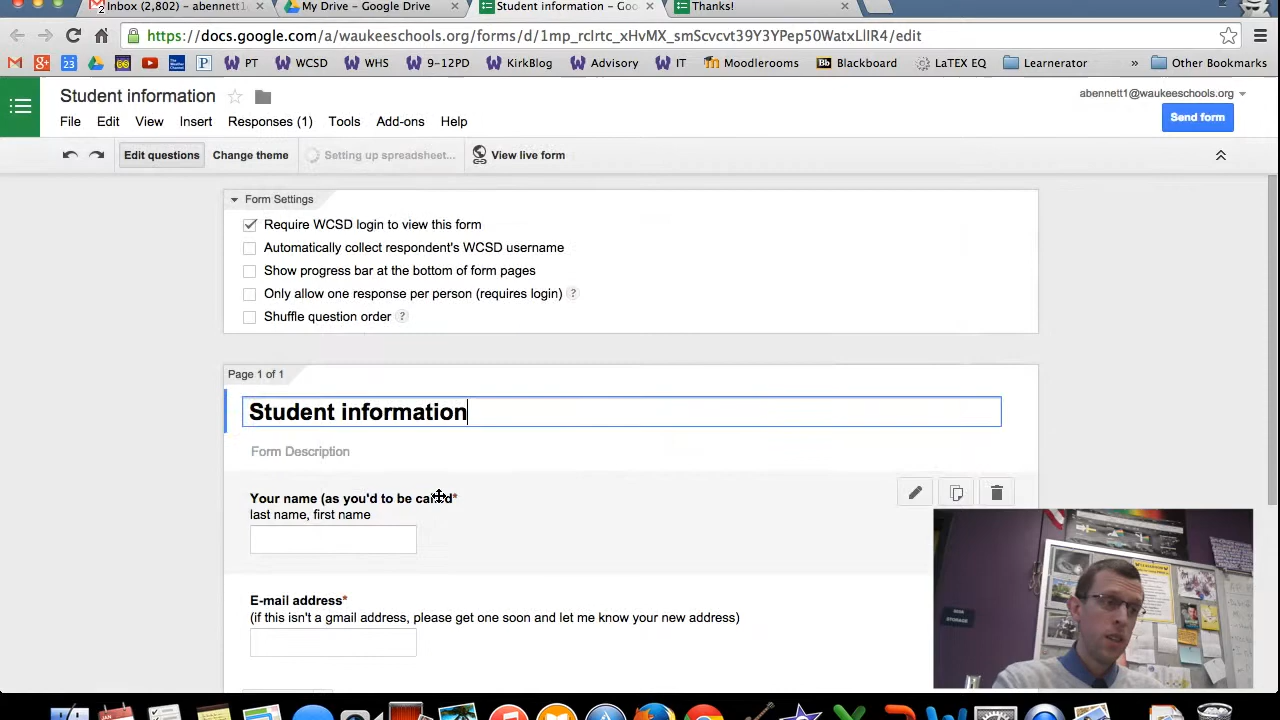 Inbox (2,802) – abennett1@
My Drive – Google Drive
Student information – Goo
Thanks!
https://docs.google.com/a/waukeeschools.org/forms/d/1mp_rclrtc_xHvMX_smScvcvt39Y3YPep50WatxLlIR4/edit
PT WCSD WHS 9-12PD KirkBlog Advisory IT Moodlerooms Blackboard LaTEX EQ Learnerator » Other Bookmarks
Student information
abennett1@waukeeschools.org
File Edit View Insert Responses (1) Tools Add-ons Help
Send form
Edit questions Change theme Setting up spreadsheet... View live form
Form Settings
Require WCSD login to view this form
Automatically collect respondent's WCSD username
Show progress bar at the bottom of form pages
Only allow one response per person (requires login) ?
Shuffle question order ?
Page 1 of 1
Student information
Form Description
Your name (as you'd to be called*
last name, first name
E-mail address*
(if this isn't a gmail address, please get one soon and let me know your new address)